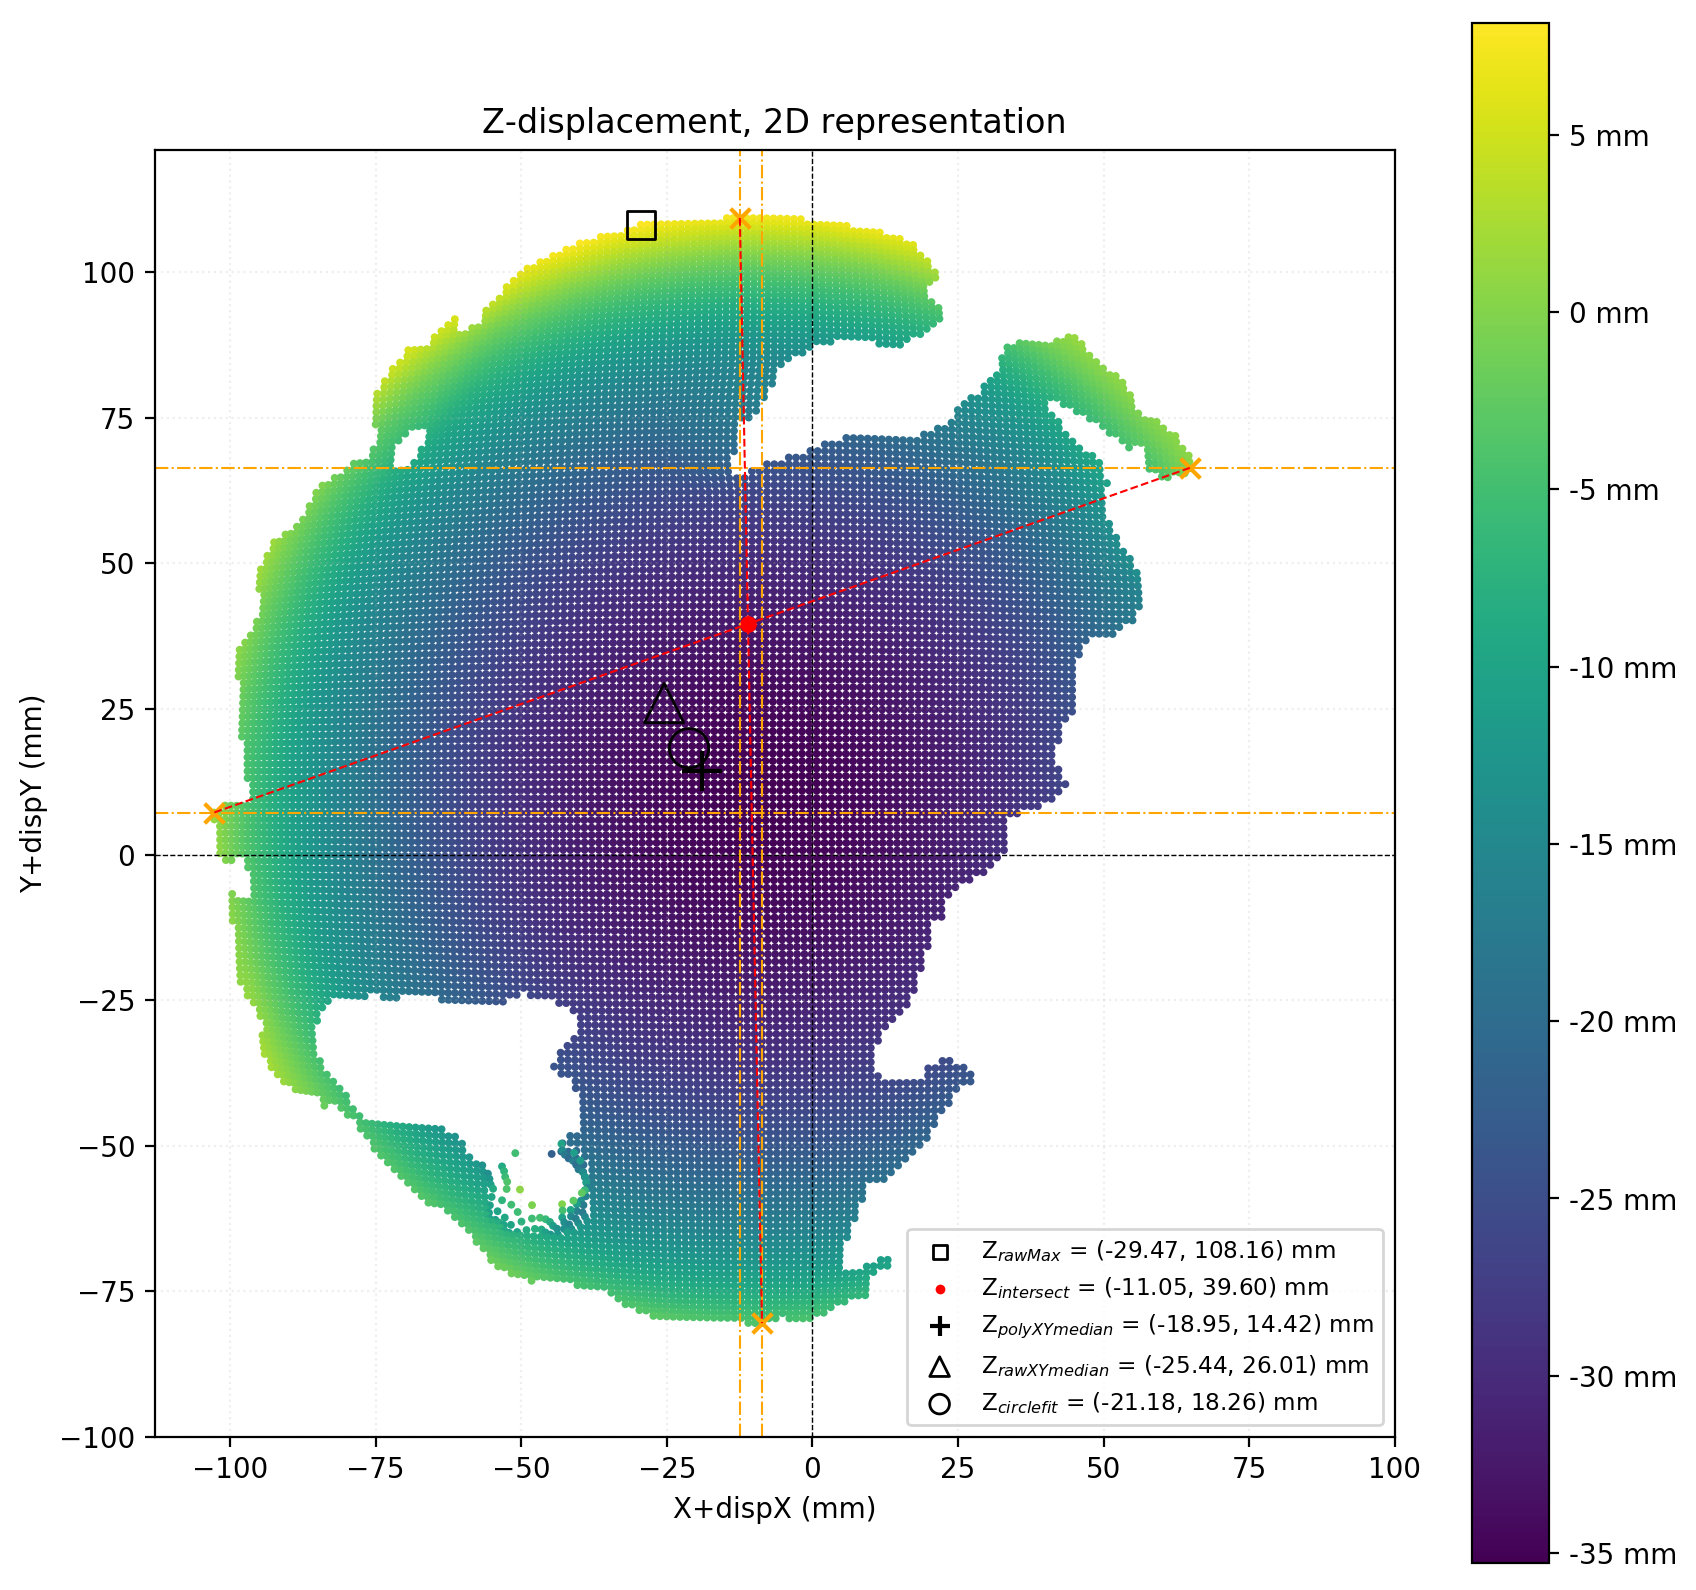 Z-displacement, 2D representation
5 mm
0 mm
-5 mm
-10 mm
-15 mm
-20 mm
-25 mm
-30 mm
-35 mm
100
75
50
25
0
−25
−50
−75
−100
Y+dispY (mm)
Z_rawMax = (-29.47, 108.16) mm
Z_intersect = (-11.05, 39.60) mm
Z_polyXYmedian = (-18.95, 14.42) mm
Z_rawXYmedian = (-25.44, 26.01) mm
Z_circlefit = (-21.18, 18.26) mm
−100 −75 −50 −25 0 25 50 75 100
X+dispX (mm)